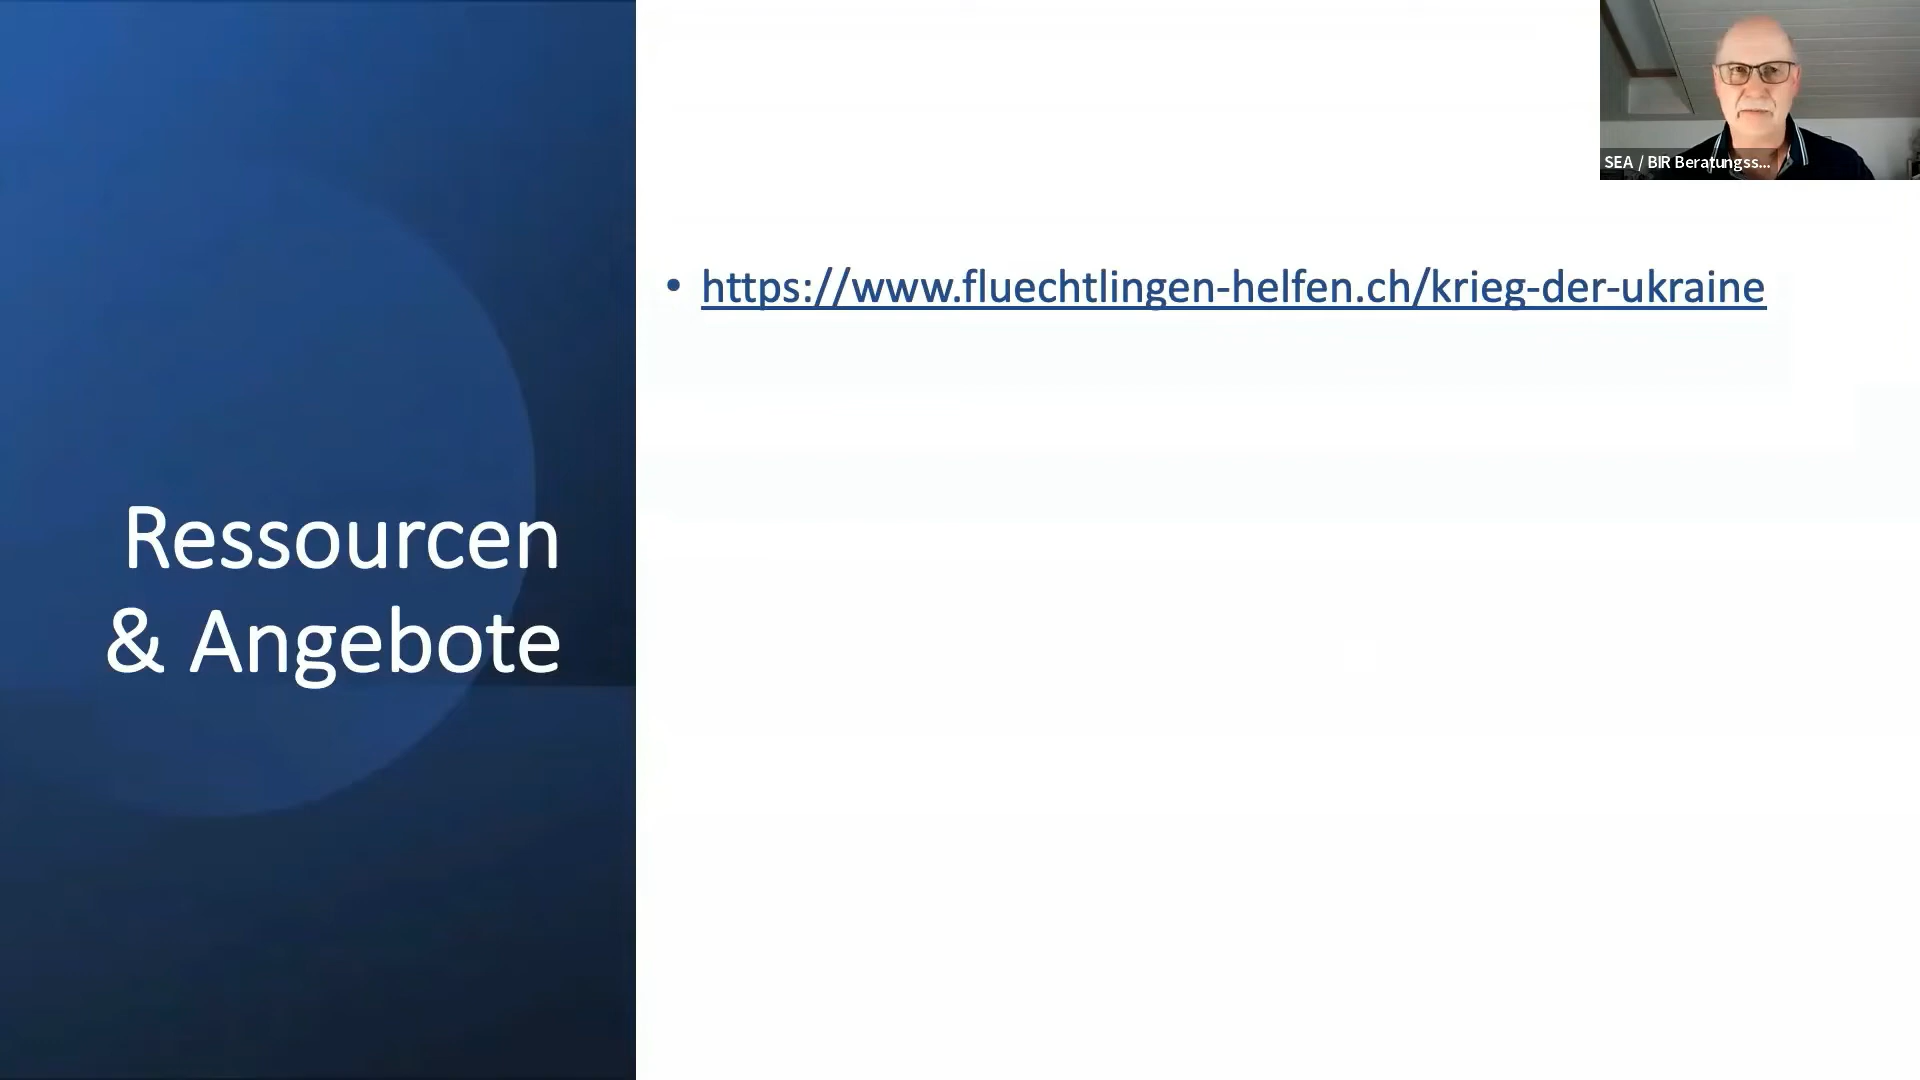 SEA / BIR Beratungss...
• https://www.fluechtlingen-helfen.ch/krieg-der-ukraine
Ressourcen
& Angebote